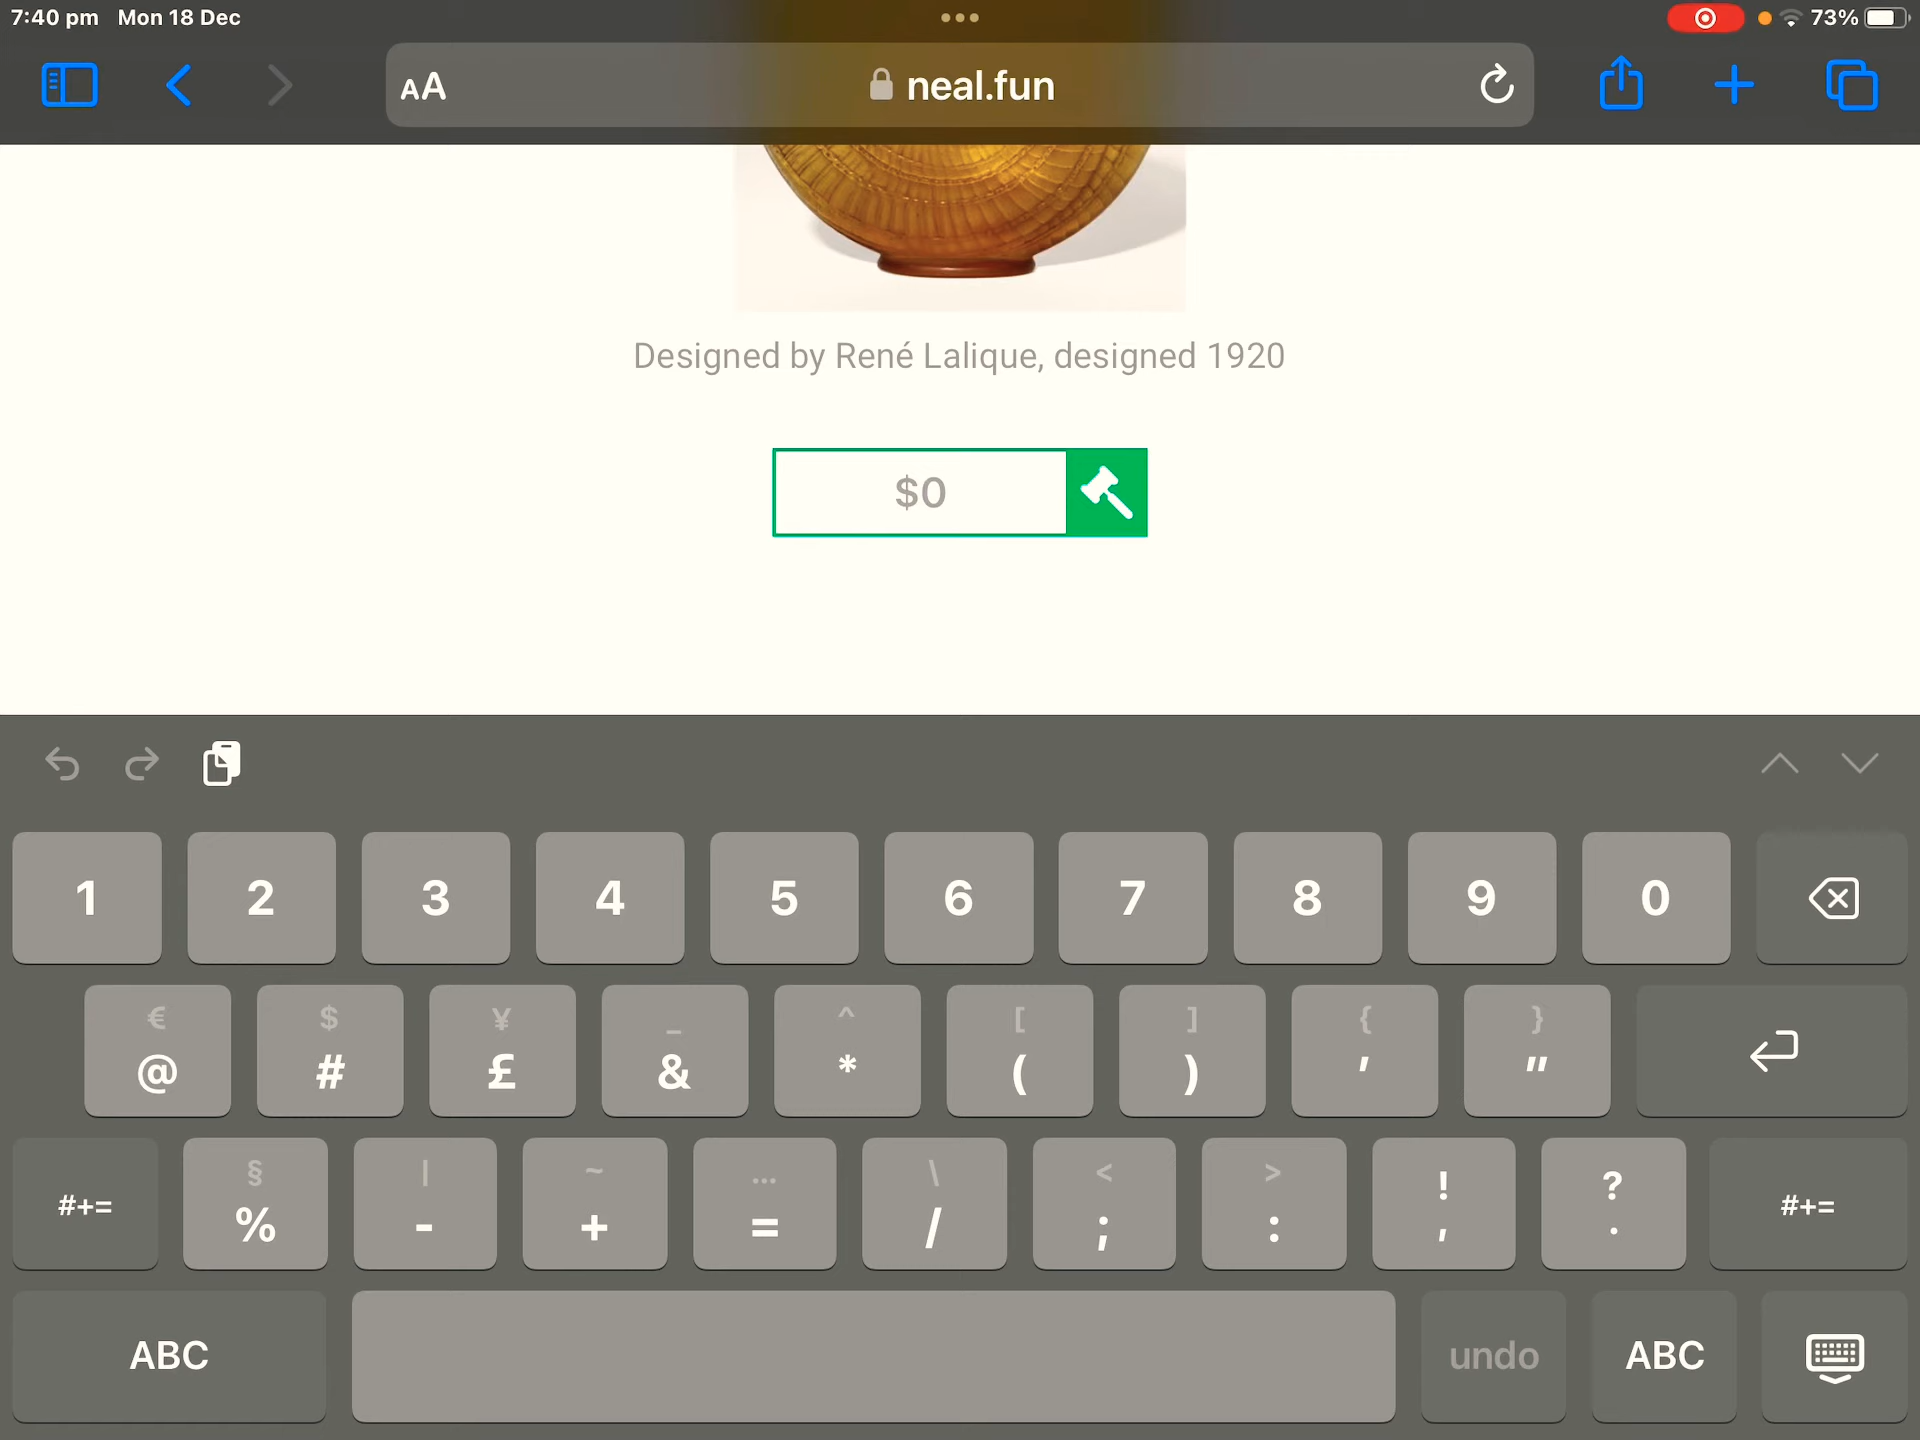 7:40 pm Mon 18 Dec
73%
AA neal.fun
Designed by René Lalique, designed 1920
$0
1 2 3 4 5 6 7 8 9 0
€ $ ¥ _ ^ [ ] { }
@ # £ & * ( ) ' "
§ | ~ … \ < > ! ?
#+= % - + = / ; : , . #+=
ABC undo ABC